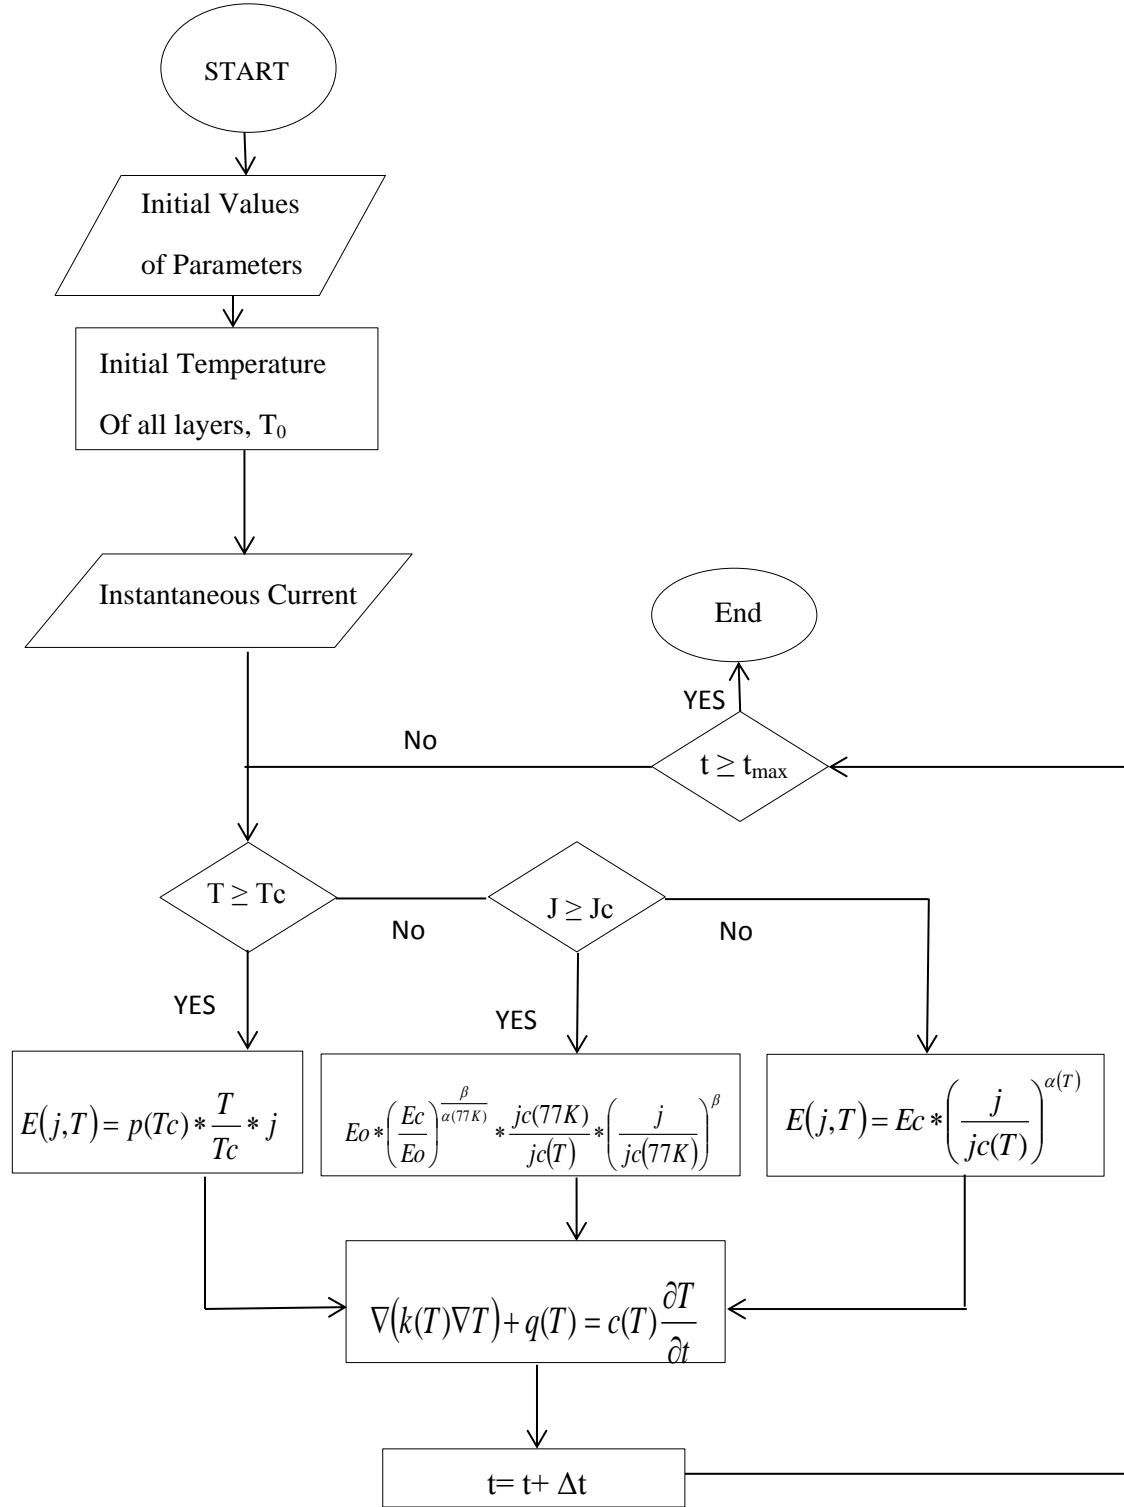 START
Initial Values
of Parameters
Initial Temperature
Of all layers, T₀
Instantaneous Current
End
YES
No
t ≥ tmax
T ≥ Tc
No
J ≥ Jc
No
YES
YES
E(j,T) = p(Tc) * T/Tc * j
Eo * (Ec/Eo)^(β/α(77K)) * jc(77K)/jc(T) * (j/jc(77K))^β
E(j,T) = Ec * (j/jc(T))^α(T)
∇(k(T)∇T) + q(T) = c(T) ∂T/∂t
t= t+ Δt